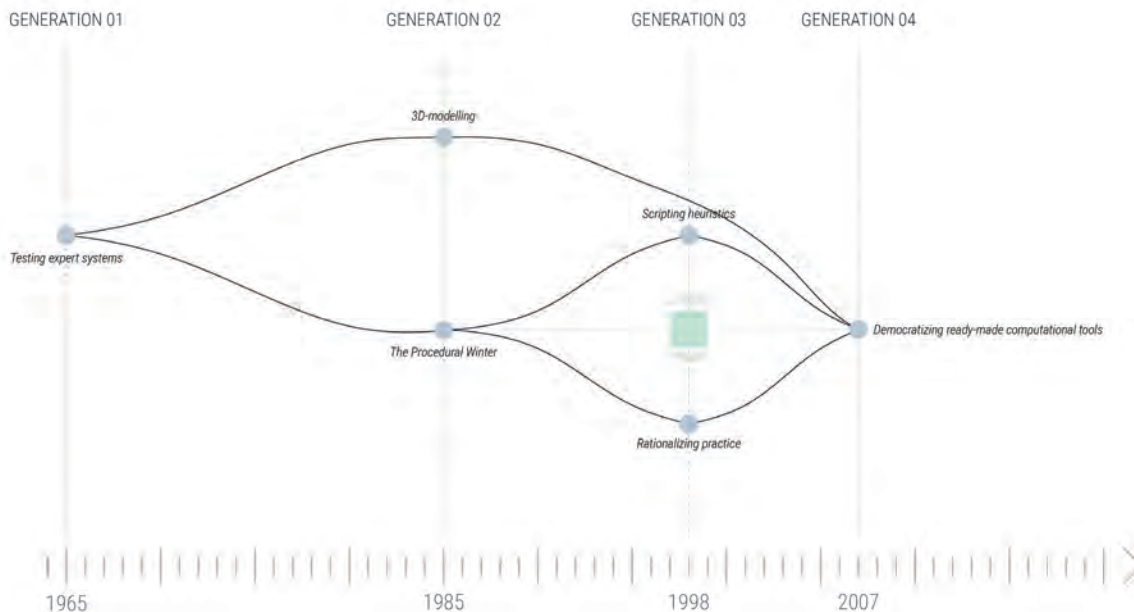 GENERATION 01
GENERATION 02
GENERATION 03
GENERATION 04
3D-modelling
Scripting heuristics
Testing expert systems
The Procedural Winter
Democratizing ready-made computational tools
Rationalizing practice
1965
1985
1998
2007